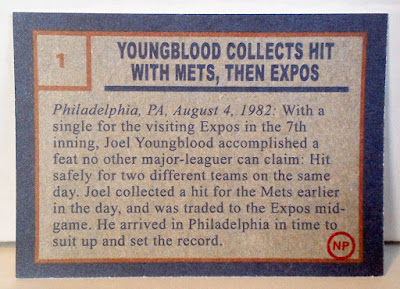 1
YOUNGBLOOD COLLECTS HIT
WITH METS, THEN EXPOS
Philadelphia, PA, August 4, 1982: With a
single for the visiting Expos in the 7th
inning, Joel Youngblood accomplished a
feat no other major-leaguer can claim: Hit
safely for two different teams on the same
day. Joel collected a hit for the Mets earlier
in the day, and was traded to the Expos mid-
game. He arrived in Philadelphia in time to
suit up and set the record.
NP